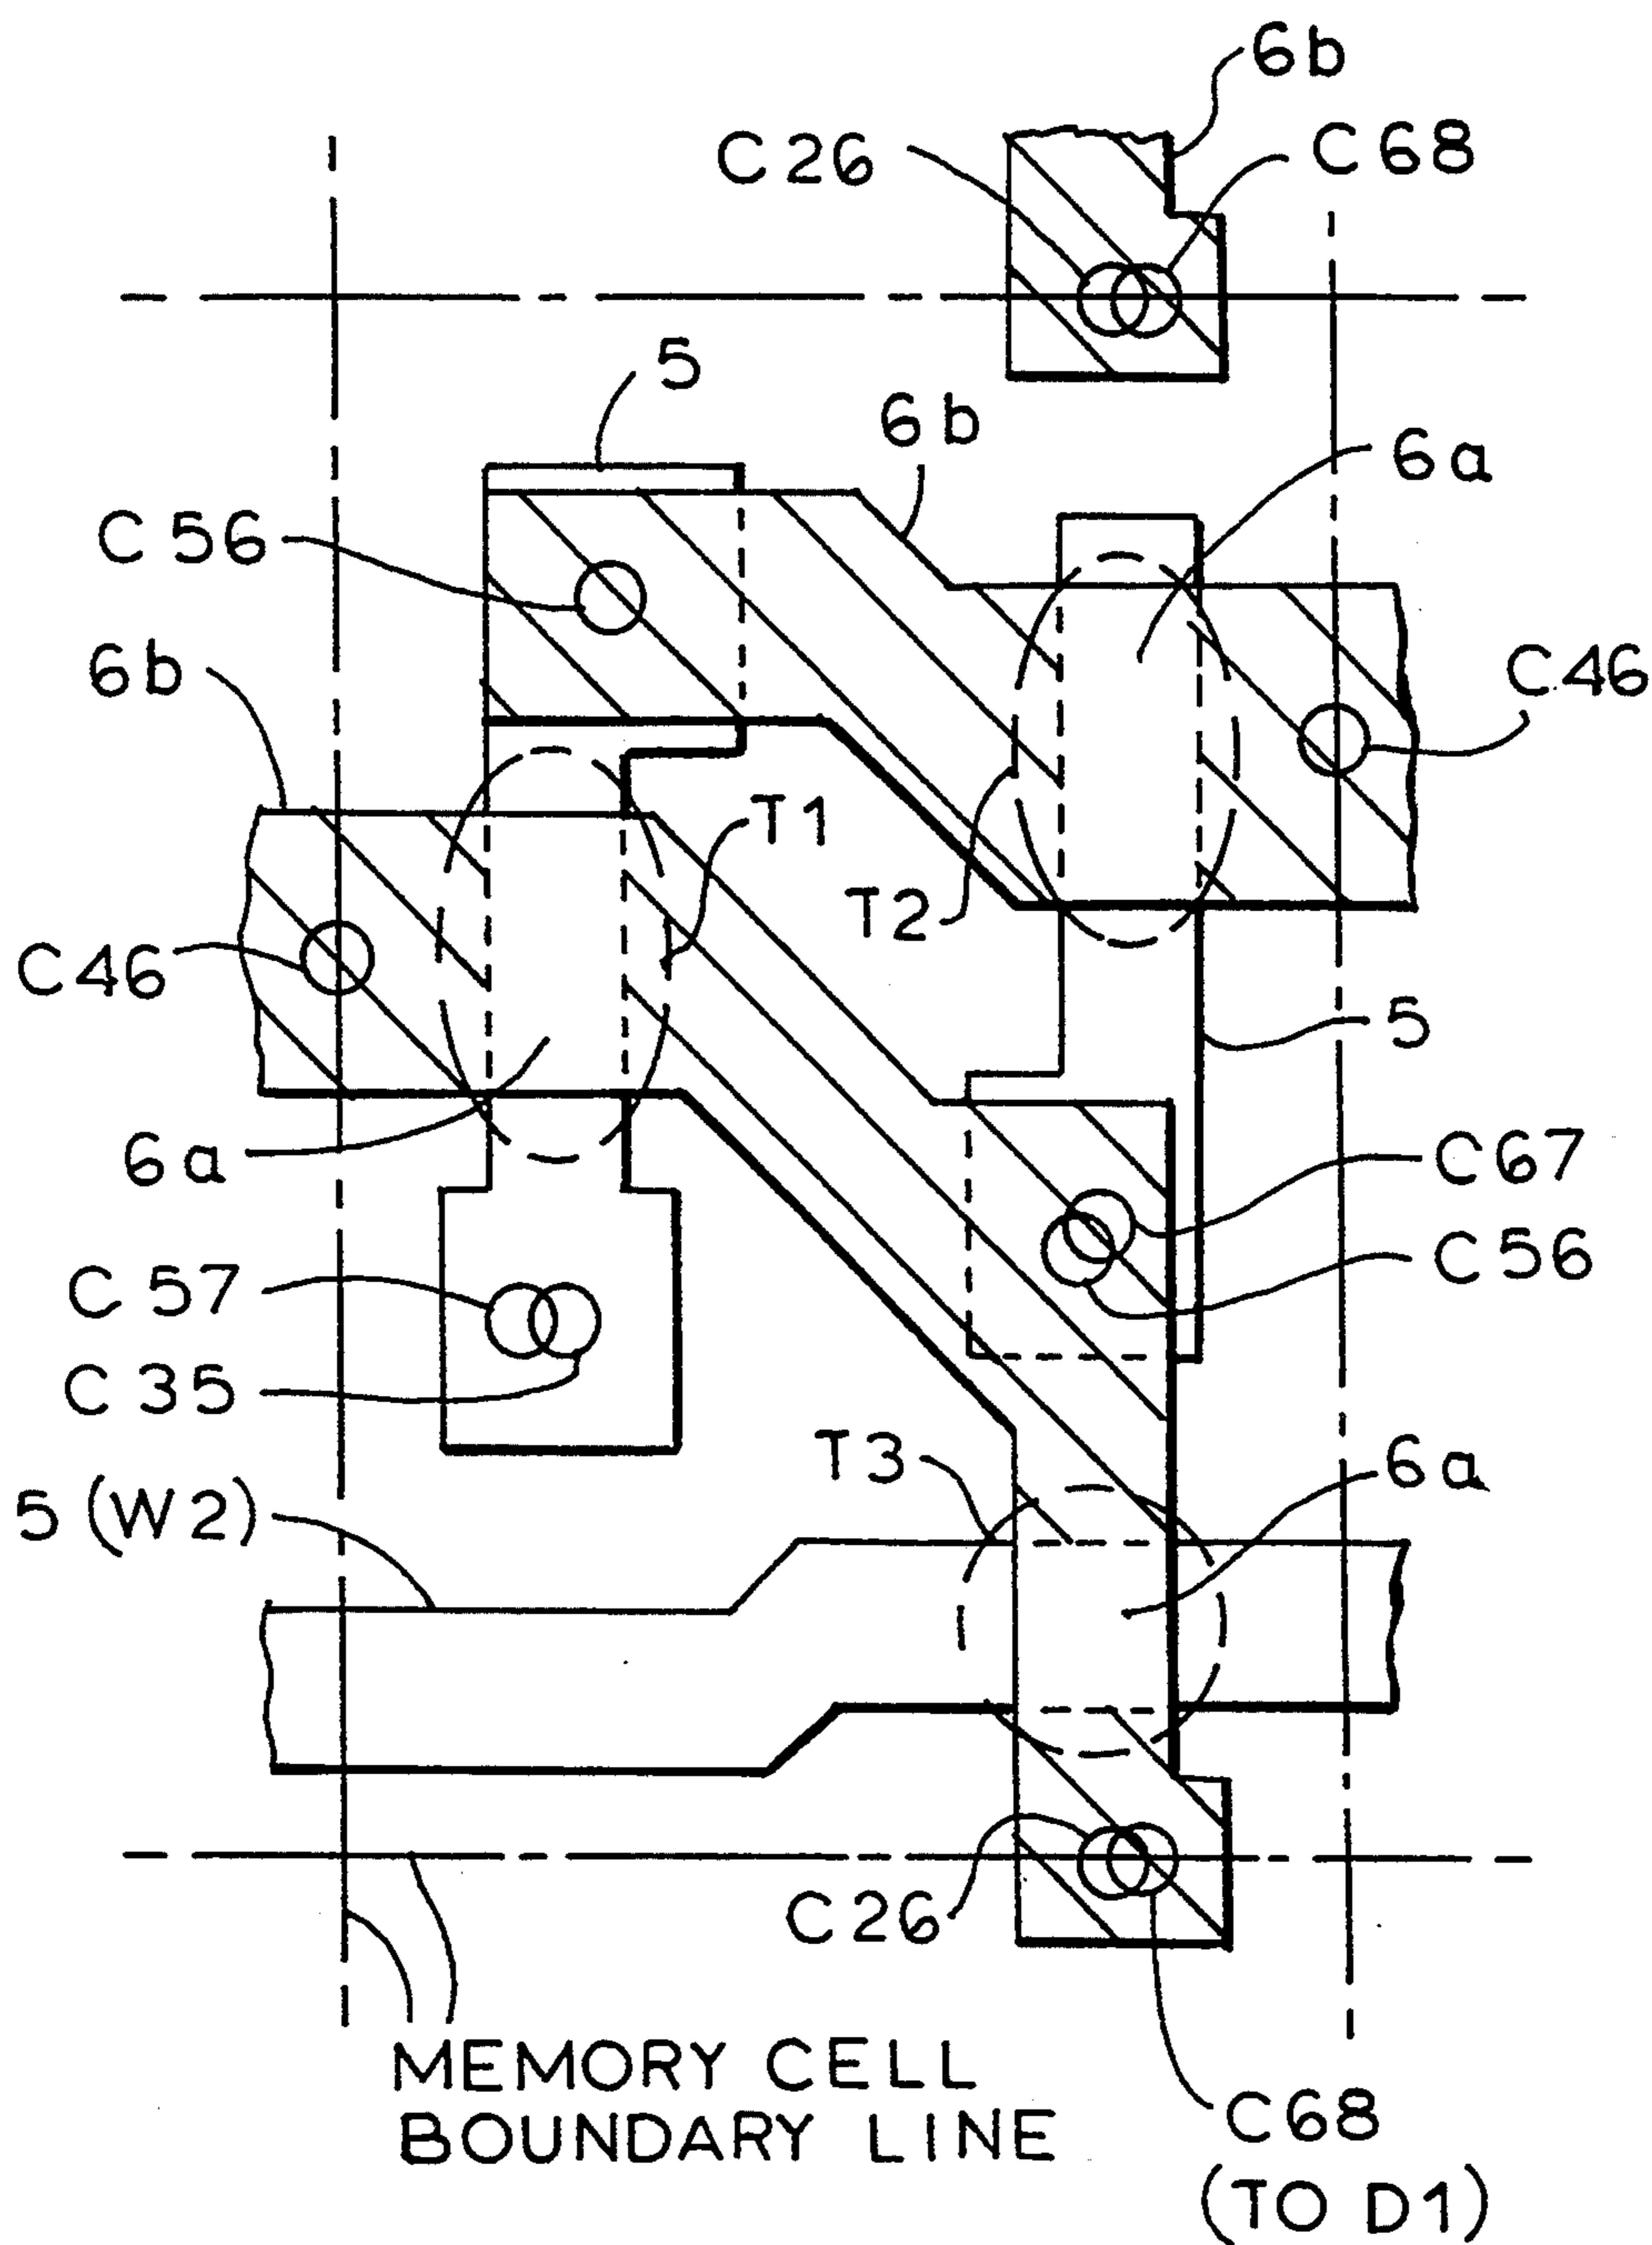 6b
C26
C68
5
6b
6a
C56
6b
C46
T1
T2
C46
5
6a
C67
C56
C57
C35
T3
6a
5 (W2)
C26
MEMORY CELL
BOUNDARY LINE
C68
(TO D1)